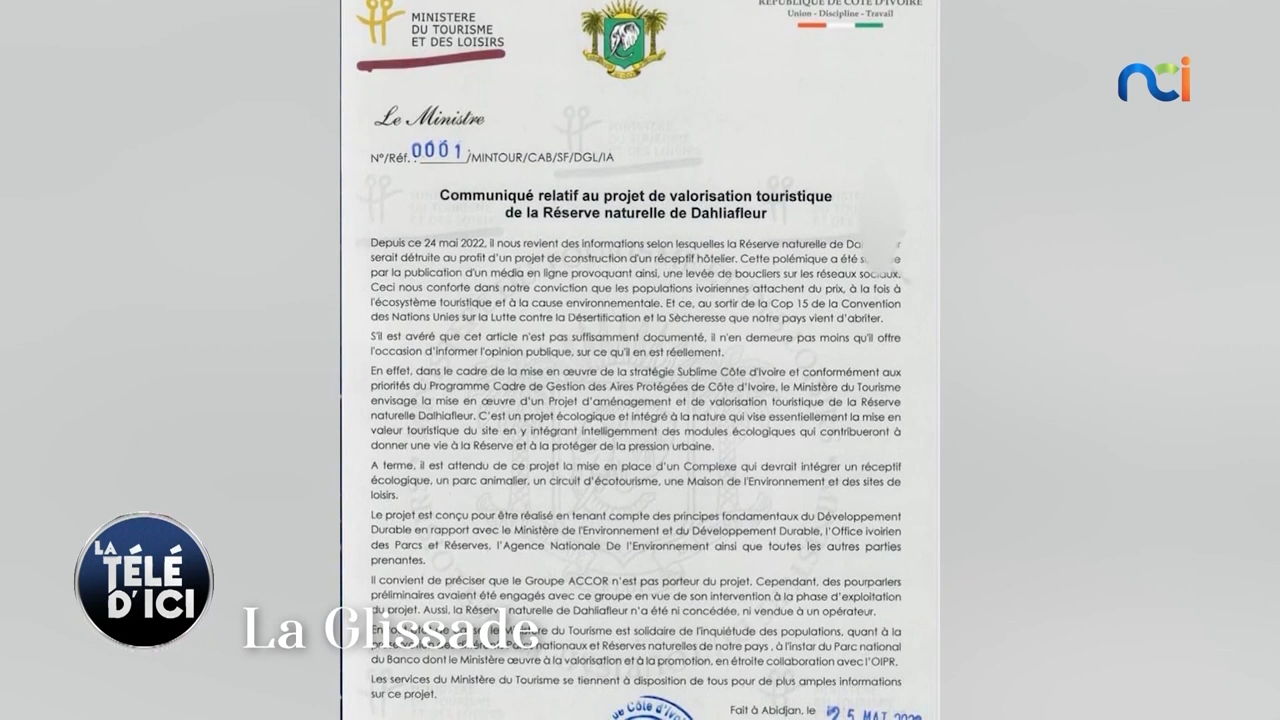 MINISTERE
DU TOURISME
ET DES LOISIRS
REPUBLIQUE DE COTE D'IVOIRE
Union - Discipline - Travail
nci
Le Ministre
N°/Réf. : 0001 /MINTOUR/CAB/SF/DGL/IA
Communiqué relatif au projet de valorisation touristique
de la Réserve naturelle de Dahliafleur
Depuis ce 24 mai 2022, il nous revient des informations selon lesquelles la Réserve naturelle de
serait détruite au profit d'un projet de construction d'un réceptif hôtelier. Cette polémique a été
par la publication d'un média en ligne provoquant ainsi, une levée de boucliers sur les réseaux sociaux.
Ceci nous conforte dans notre conviction que les populations ivoiriennes attachent du prix, à la fois à
l'écosystème touristique et à la cause environnementale. Et ce, au sortir de la Cop 15 de la Convention
des Nations Unies sur la Lutte contre la Désertification et la Sècheresse que notre pays vient d'abriter.
S'il est avéré que cet article n'est pas suffisamment documenté, il n'en demeure pas moins qu'il offre
l'occasion d'informer l'opinion publique, sur ce qu'il en est réellement.
En effet, dans le cadre de la mise en œuvre de la stratégie Sublime Côte d'Ivoire et conformément aux
priorités du Programme Cadre de Gestion des Aires Protégées de Côte d'Ivoire, le Ministère du Tourisme
envisage la mise en œuvre d'un Projet d'aménagement et de valorisation touristique de la Réserve
naturelle Dalhiafleur. C'est un projet écologique et intégré à la nature qui vise essentiellement la mise en
valeur touristique du site en y intégrant intelligemment des modules écologiques qui contribueront à
donner une vie à la Réserve et à la protéger de la pression urbaine.
A terme, il est attendu de ce projet la mise en place d'un Complexe qui devrait intégrer un réceptif
écologique, un parc animalier, un circuit d'écotourisme, une Maison de l'Environnement et des sites de
loisirs.
Le projet est conçu pour être réalisé en tenant compte des principes fondamentaux du Développement
Durable en rapport avec le Ministère de l'Environnement et du Développement Durable, l'Office ivoirien
des Parcs et Réserves, l'Agence Nationale De l'Environnement ainsi que toutes les autres parties
prenantes.
Il convient de préciser que le Groupe ACCOR n'est pas porteur du projet. Cependant, des pourparlers
préliminaires avaient été engagés avec ce groupe en vue de son intervention à la phase d'exploitation
du projet. Aussi, la Réserve naturelle de Dahliafleur n'a été ni concédée, ni vendue à un opérateur.
du Tourisme est solidaire de l'inquiétude des populations, quant à la
nationaux et Réserves naturelles de notre pays , à l'instar du Parc national
du Banco dont le Ministère œuvre à la valorisation et à la promotion, en étroite collaboration avec l'OIPR.
Les services du Ministère du Tourisme se tiennent à disposition de tous pour de plus amples informations
sur ce projet.
Fait à Abidjan, le 25 MAI
LA
TÉLÉ
D'ICI
La Glissade